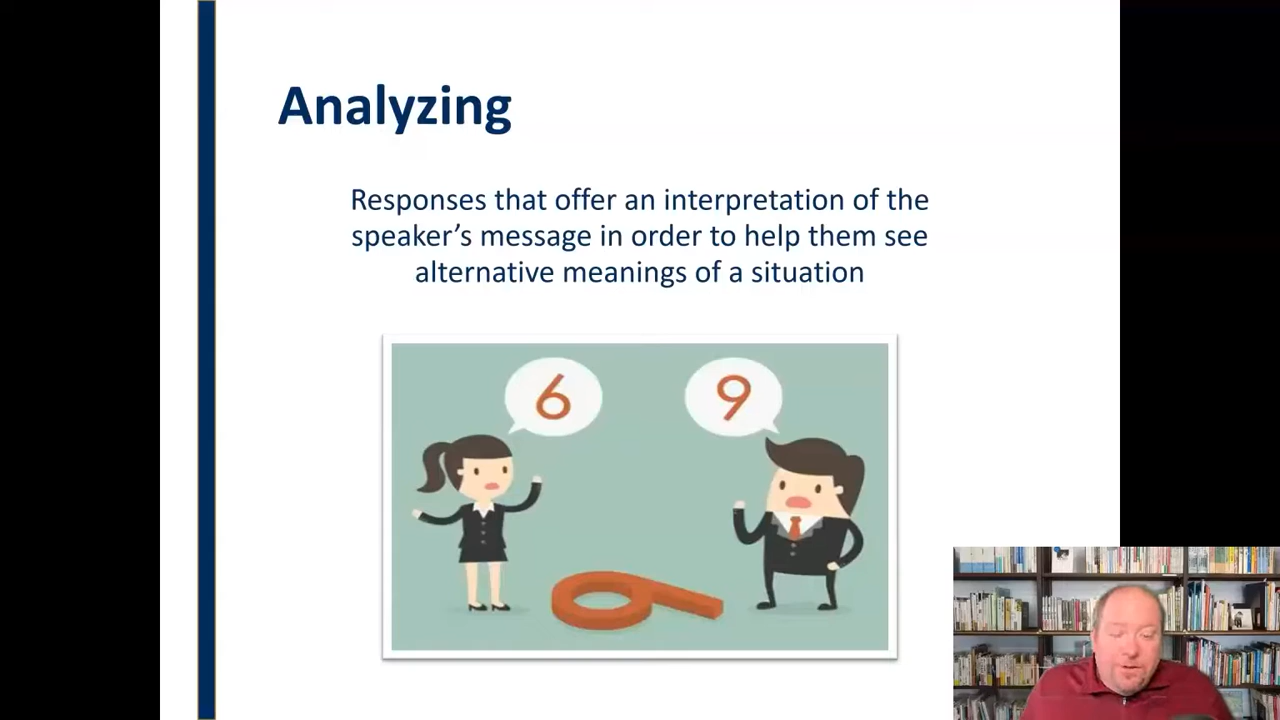 Analyzing
Responses that offer an interpretation of the
speaker’s message in order to help them see
alternative meanings of a situation
6
9